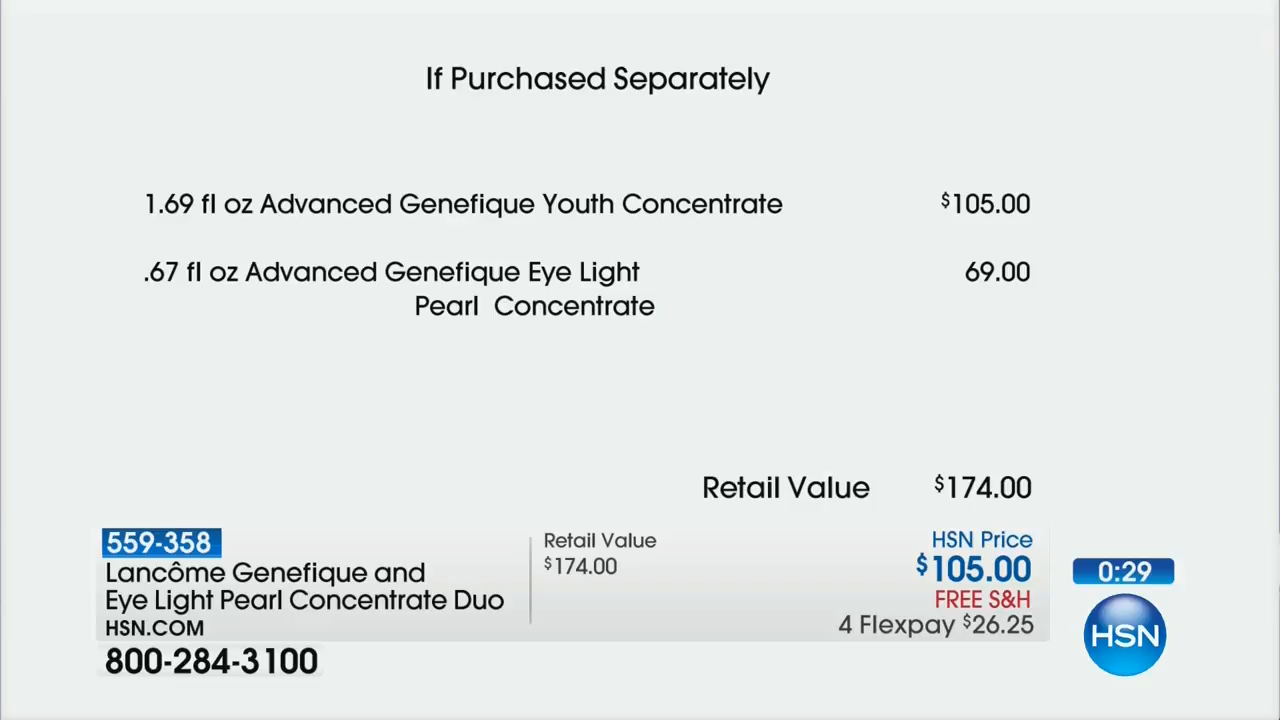 If Purchased Separately
1.69 fl oz Advanced Genefique Youth Concentrate $105.00
.67 fl oz Advanced Genefique Eye Light 69.00
Pearl Concentrate
Retail Value $174.00
559-358
Lancôme Genefique and
Eye Light Pearl Concentrate Duo
HSN.COM
800-284-3100
Retail Value
$174.00
HSN Price
$105.00
FREE S&H
4 Flexpay $26.25
0:29
HSN